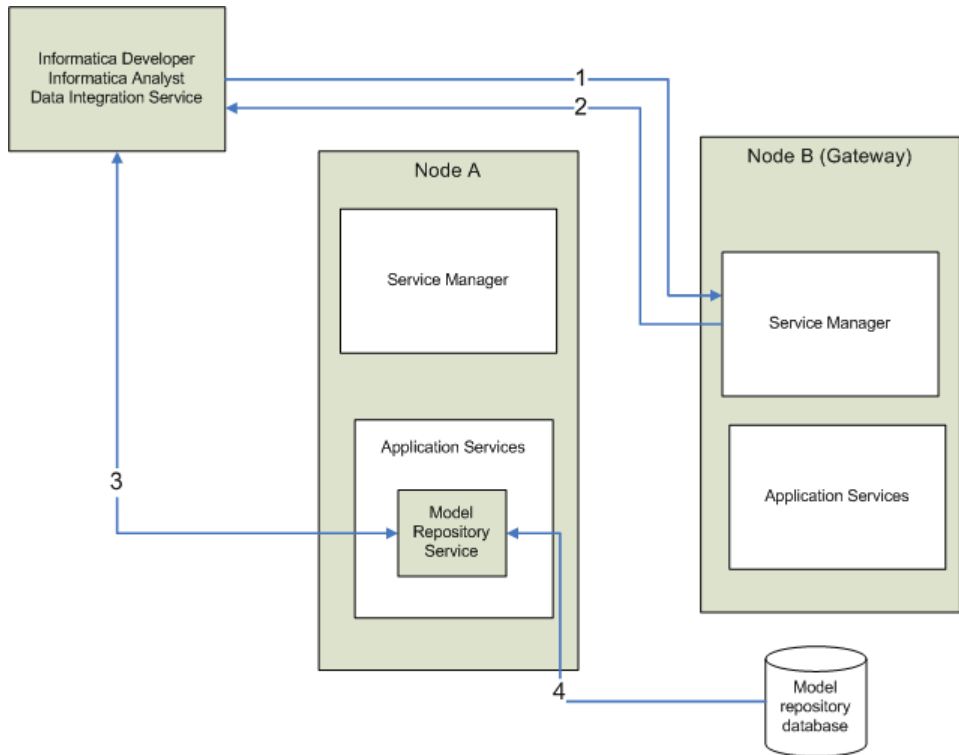 Informatica Developer
Informatica Analyst
Data Integration Service
1
2
Node A
Service Manager
Application Services
Model
Repository
Service
3
4
Node B (Gateway)
Service Manager
Application Services
Model
repository
database